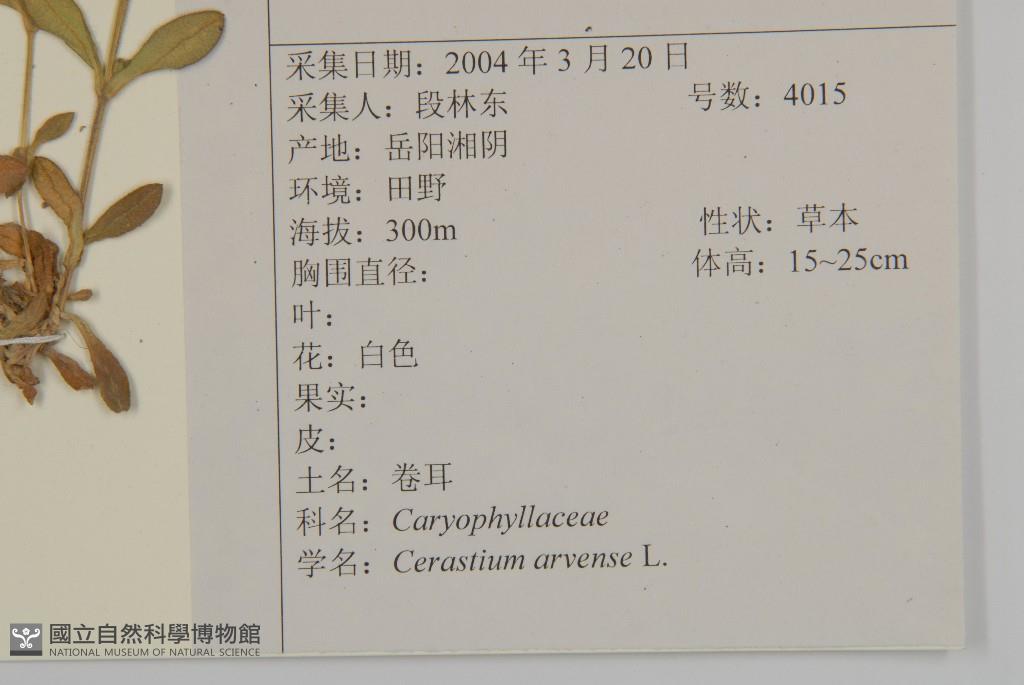 采集日期：2004 年 3 月 20 日
采集人：段林东 号数：4015
产地：岳阳湘阴
环境：田野
海拔：300m 性状：草本
胸围直径： 体高：15~25cm
叶：
花：白色
果实：
皮：
土名：卷耳
科名：Caryophyllaceae
学名：Cerastium arvense L.
國立自然科學博物館
NATIONAL MUSEUM OF NATURAL SCIENCE